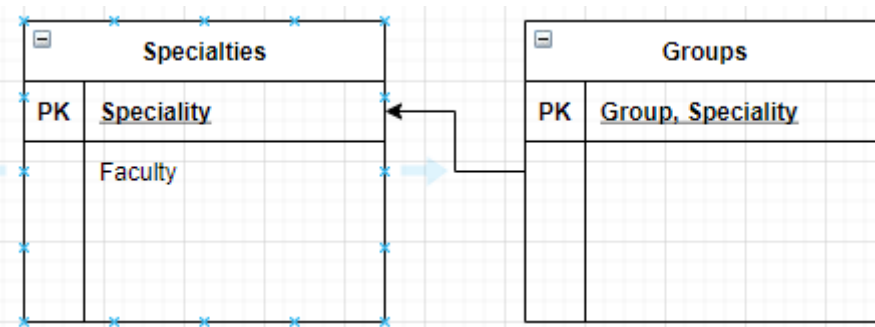 Specialties
PK Speciality
Faculty
Groups
PK Group, Speciality